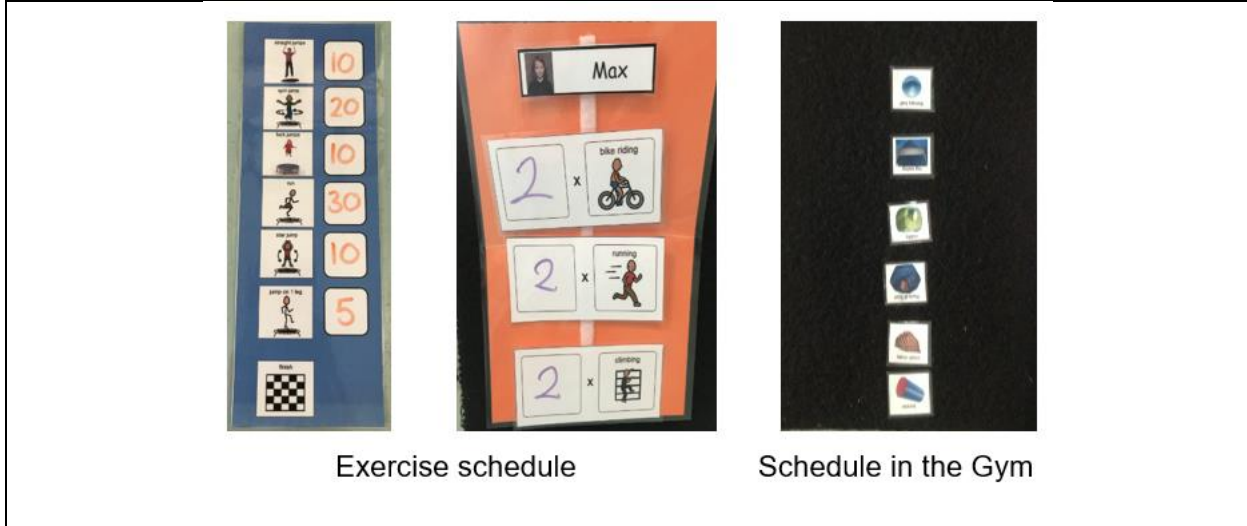 straight jumps
10
20
tuck jumps
10
run
30
star jump
10
jump on 1 leg
5
finish
Max
bike riding
2 x
running
2 x
climbing
2 x
Exercise schedule
Schedule in the Gym